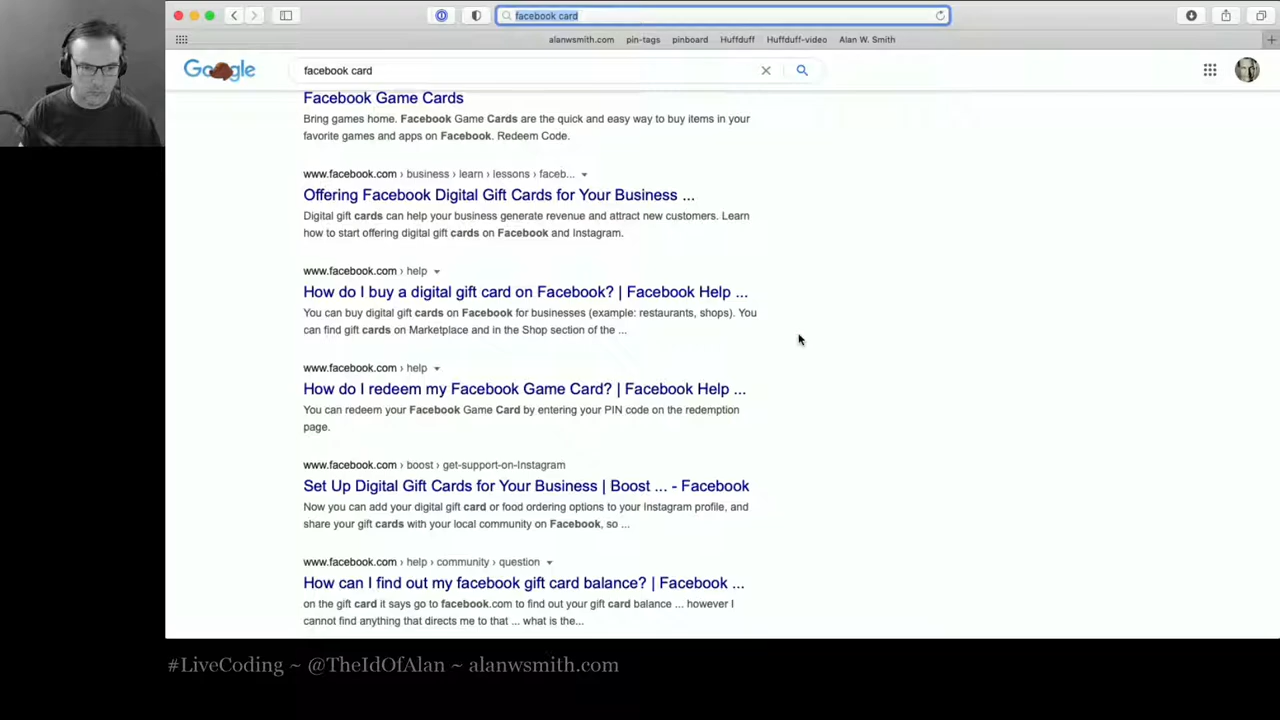 facebook card
alanwsmith.com pin-tags pinboard Huffduff Huffduff-video Alan W. Smith
Google
facebook card
Facebook Game Cards
Bring games home. Facebook Game Cards are the quick and easy way to buy items in your
favorite games and apps on Facebook. Redeem Code.
www.facebook.com › business › learn › lessons › faceb...
Offering Facebook Digital Gift Cards for Your Business ...
Digital gift cards can help your business generate revenue and attract new customers. Learn
how to start offering digital gift cards on Facebook and Instagram.
www.facebook.com › help
How do I buy a digital gift card on Facebook? | Facebook Help ...
You can buy digital gift cards on Facebook for businesses (example: restaurants, shops). You
can find gift cards on Marketplace and in the Shop section of the ...
www.facebook.com › help
How do I redeem my Facebook Game Card? | Facebook Help ...
You can redeem your Facebook Game Card by entering your PIN code on the redemption
page.
www.facebook.com › boost › get-support-on-Instagram
Set Up Digital Gift Cards for Your Business | Boost ... - Facebook
Now you can add your digital gift card or food ordering options to your Instagram profile, and
share your gift cards with your local community on Facebook, so ...
www.facebook.com › help › community › question
How can I find out my facebook gift card balance? | Facebook ...
on the gift card it says go to facebook.com to find out your gift card balance ... however I
cannot find anything that directs me to that ... what is the...
#LiveCoding ~ @TheIdOfAlan ~ alanwsmith.com